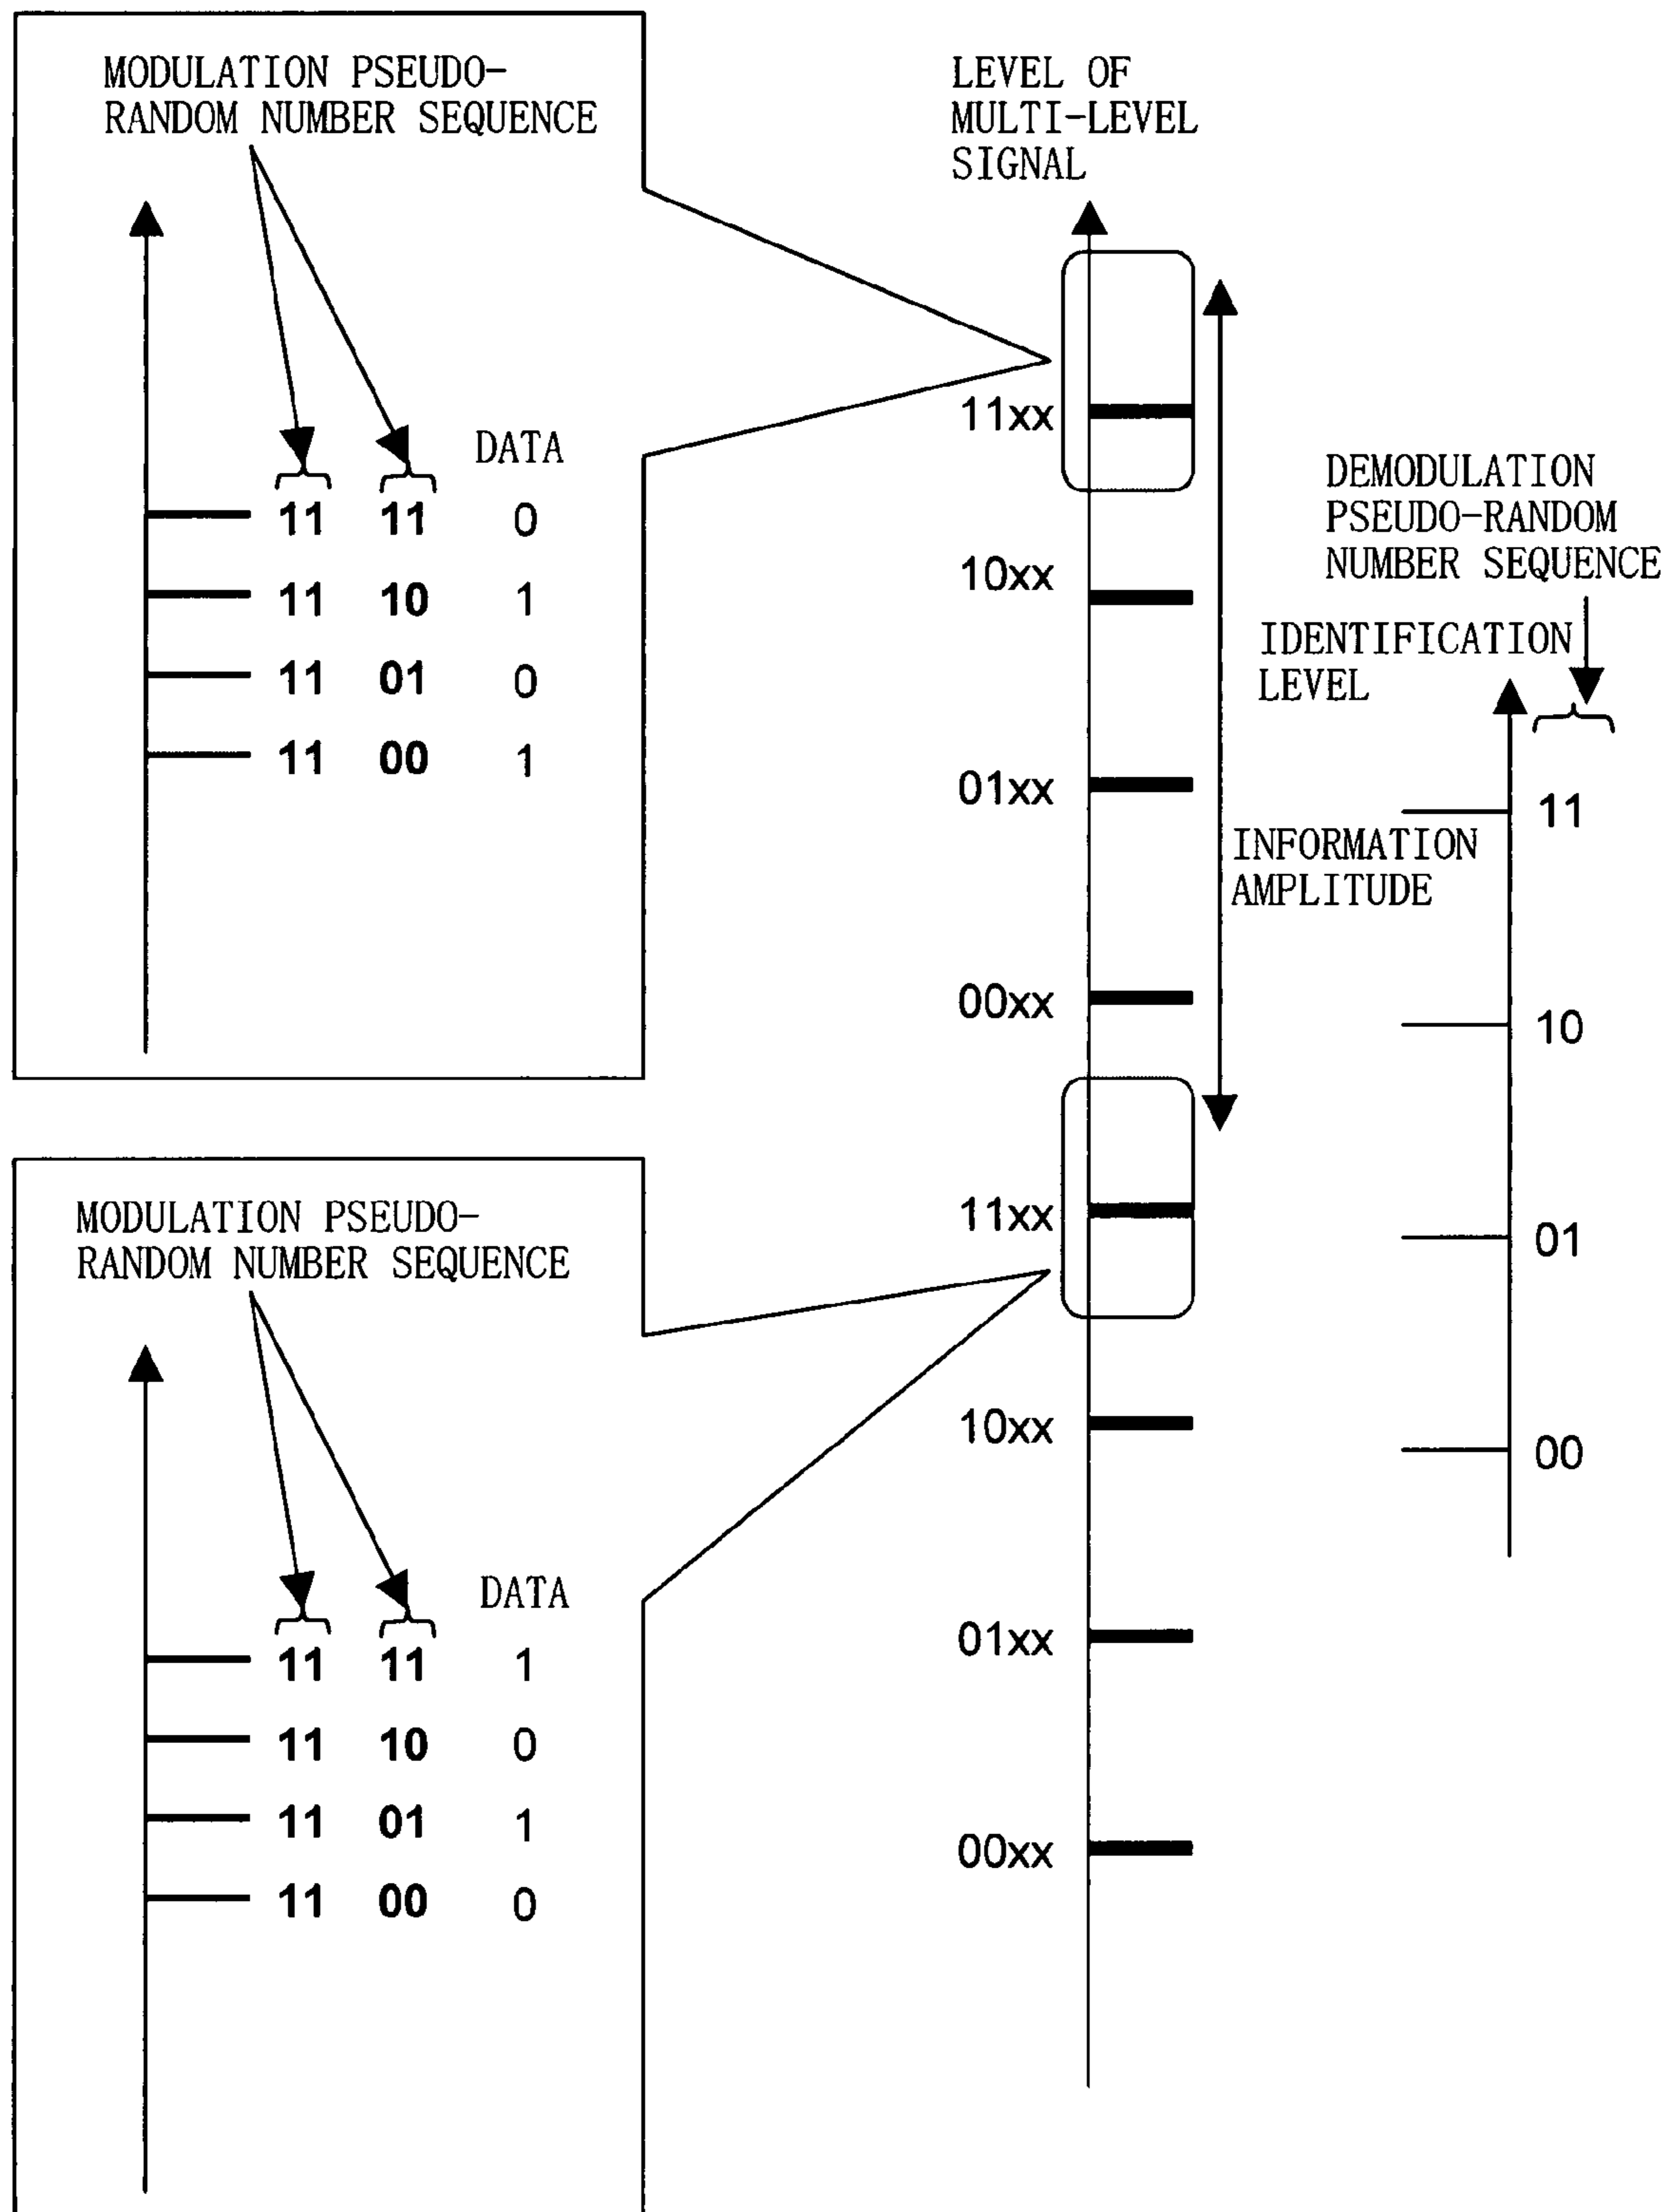 MODULATION PSEUDO-
RANDOM NUMBER SEQUENCE
DATA
11 11 0
11 10 1
11 01 0
11 00 1
LEVEL OF
MULTI-LEVEL
SIGNAL
11xx
10xx
01xx
00xx
11xx
10xx
01xx
00xx
INFORMATION
AMPLITUDE
DEMODULATION
PSEUDO-RANDOM
NUMBER SEQUENCE
IDENTIFICATION
LEVEL
11
10
01
00
MODULATION PSEUDO-
RANDOM NUMBER SEQUENCE
DATA
11 11 1
11 10 0
11 01 1
11 00 0